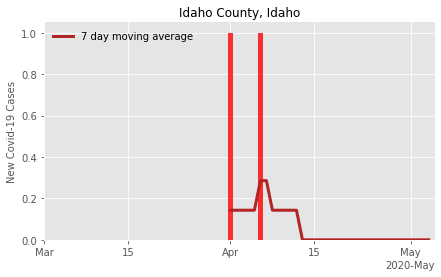 Idaho County, Idaho
7 day moving average
New Covid-19 Cases
1.0
0.8
0.6
0.4
0.2
0.0
Mar 15 Apr 15 May
2020-May